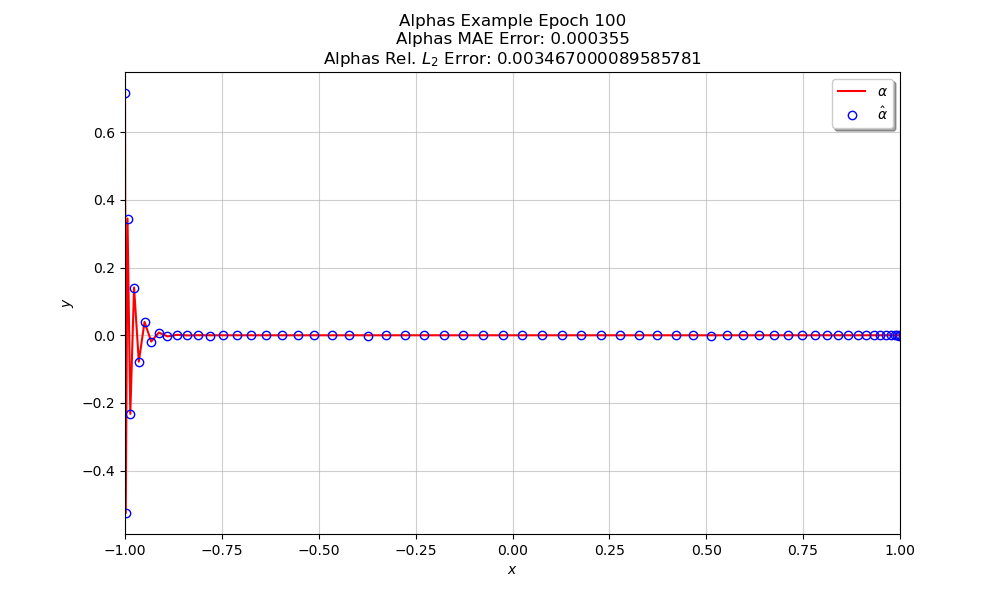 Alphas Example Epoch 100
Alphas MAE Error: 0.000355
Alphas Rel. $L_2$ Error: 0.003467000089585781
α
α̂
0.6
0.4
0.2
0.0
−0.2
−0.4
y
−1.00 −0.75 −0.50 −0.25 0.00 0.25 0.50 0.75 1.00
x